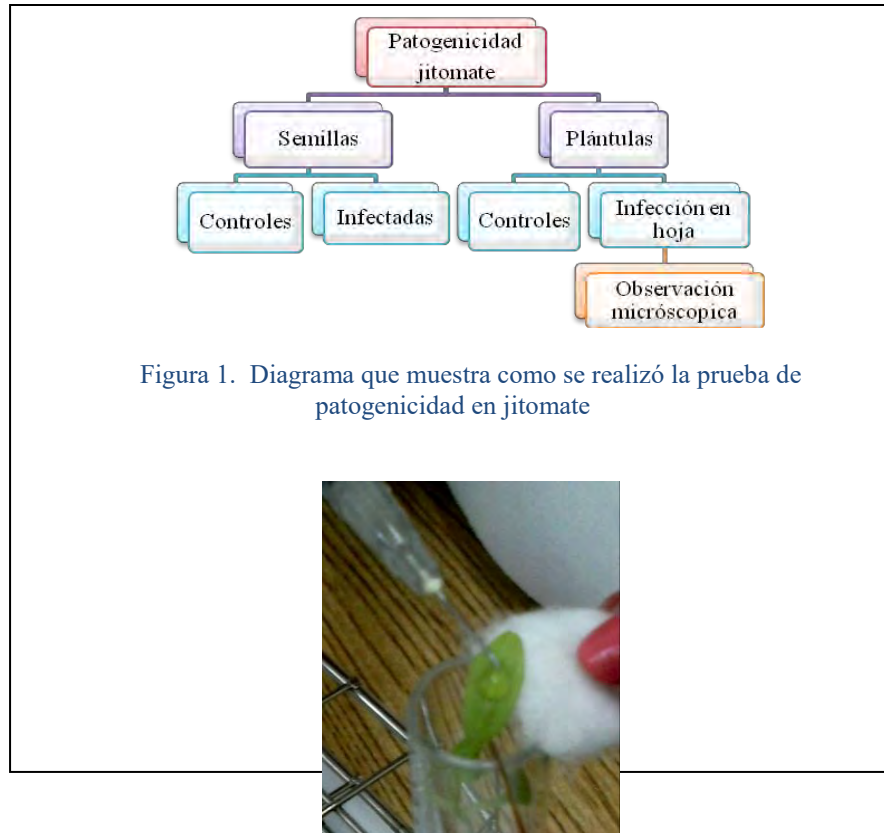 Patogenicidad
jitomate
Semillas
Plántulas
Controles
Infectadas
Controles
Infección en
hoja
Observación
micróscopica
Figura 1. Diagrama que muestra como se realizó la prueba de
patogenicidad en jitomate